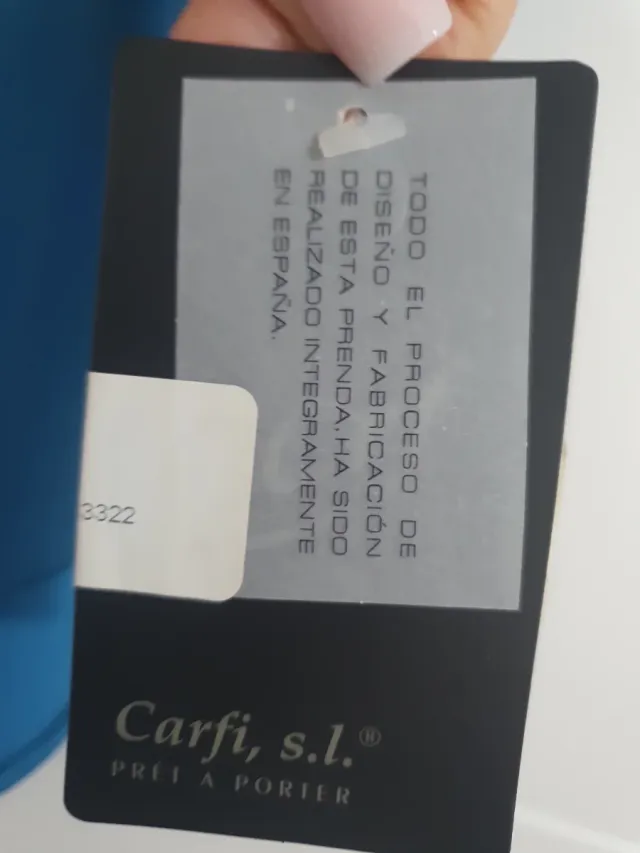 TODO EL PROCESO DE
DISEÑO Y FABRICACIÓN
DE ESTA PRENDA, HA SIDO
REALIZADO INTEGRAMENTE
EN ESPAÑA.
3322
Carfi, s.l.®
PRÊT A PORTER